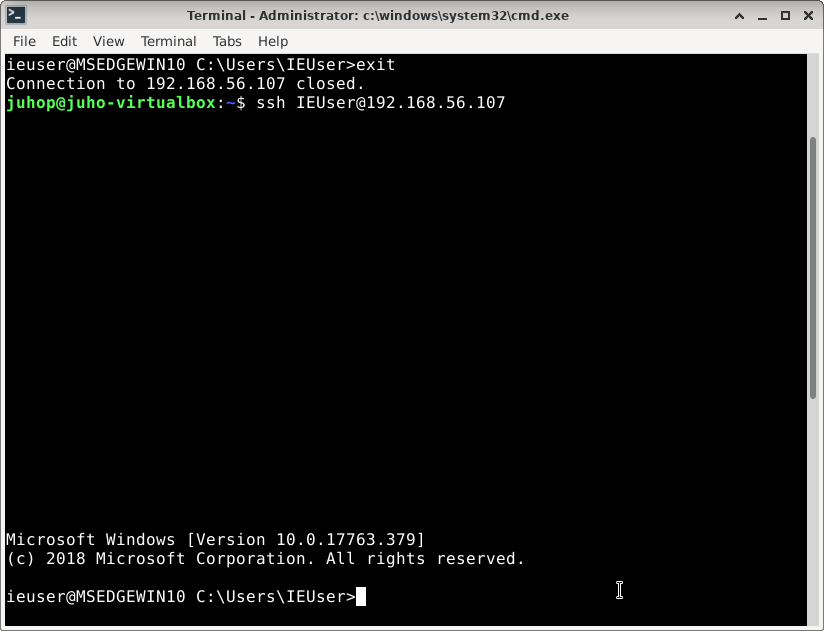 Terminal - Administrator: c:\windows\system32\cmd.exe
File Edit View Terminal Tabs Help
ieuser@MSEDGEWIN10 C:\Users\IEUser>exit
Connection to 192.168.56.107 closed.
juhop@juho-virtualbox:~$ ssh IEUser@192.168.56.107
Microsoft Windows [Version 10.0.17763.379]
(c) 2018 Microsoft Corporation. All rights reserved.
ieuser@MSEDGEWIN10 C:\Users\IEUser>